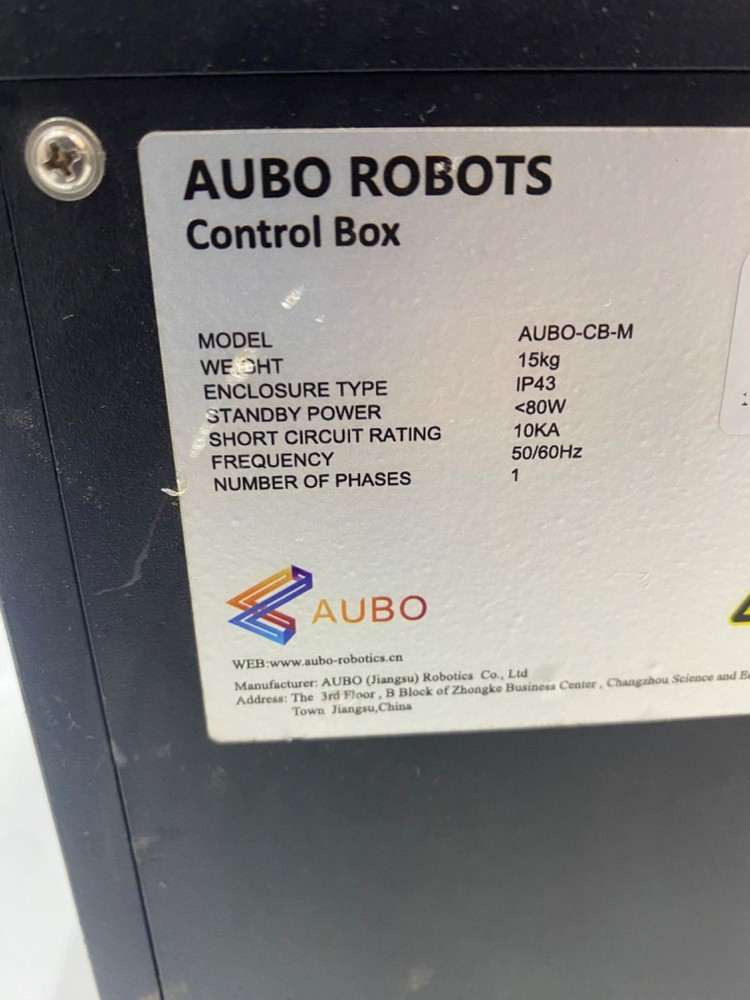 AUBO ROBOTS
Control Box
MODEL AUBO-CB-M
WEIGHT 15kg
ENCLOSURE TYPE IP43
STANDBY POWER <80W
SHORT CIRCUIT RATING 10KA
FREQUENCY 50/60Hz
NUMBER OF PHASES 1
AUBO
WEB:www.aubo-robotics.cn
Manufacturer: AUBO (Jiangsu) Robotics Co., Ltd
Address: The 3rd Floor , B Block of Zhongke Business Center , Changzhou Science and
Town Jiangsu,China